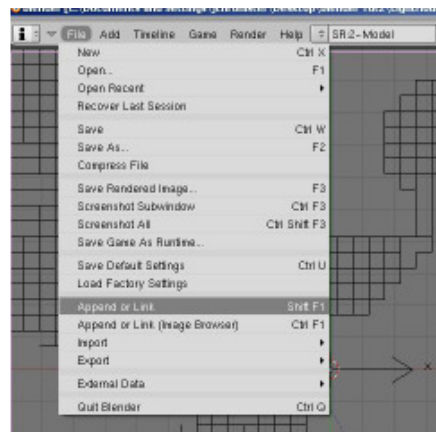 File Add Timeline Game Render Help SR:2-Model
New Ctrl X
Open... F1
Open Recent
Recover Last Session
Save Ctrl W
Save As... F2
Compress File
Save Rendered Image... F3
Screenshot Subwindow Ctrl F3
Screenshot All Ctrl Shift F3
Save Game As Runtime...
Save Default Settings Ctrl U
Load Factory Settings
Append or Link Shift F1
Append or Link (Image Browser) Ctrl F1
Import
Export
External Data
Quit Blender Ctrl Q
x